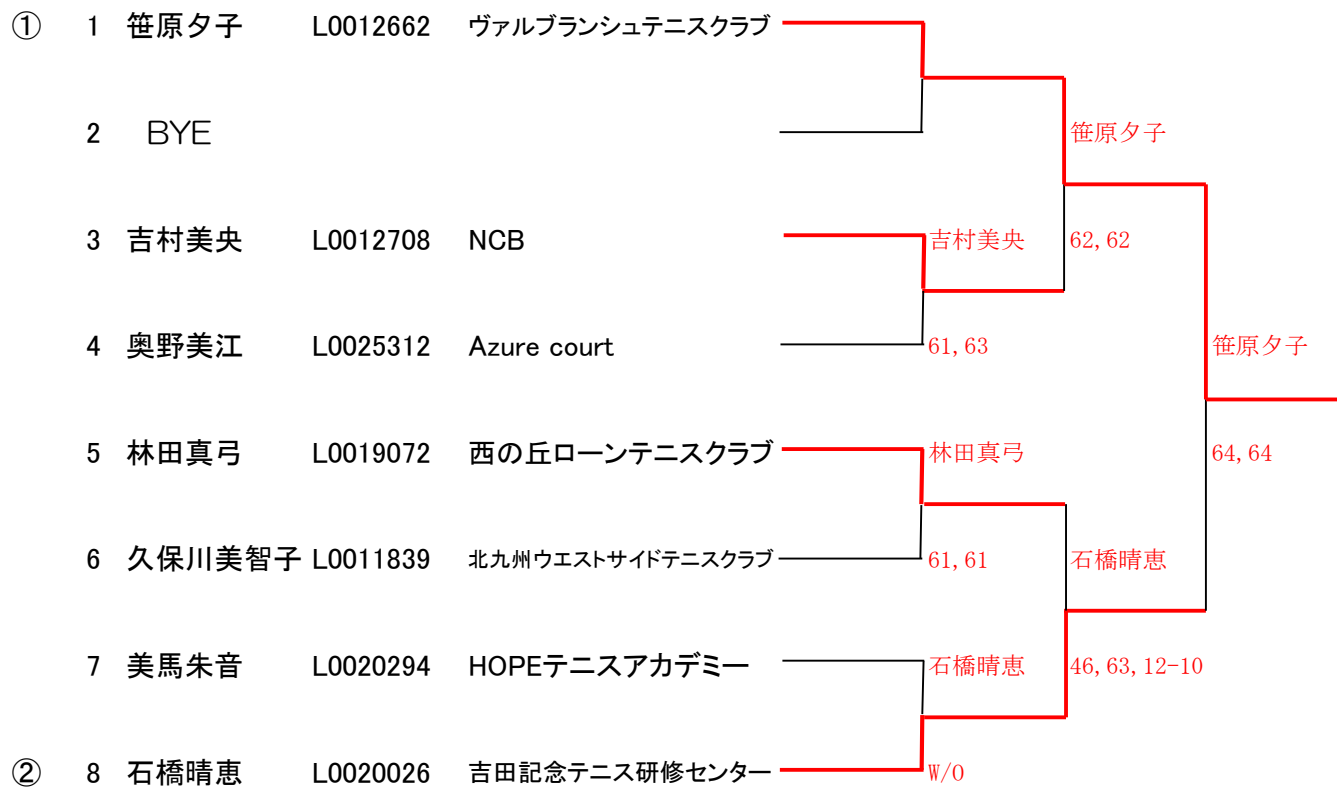 ① 1 笹原夕子 L0012662 ヴァルブランシュテニスクラブ
2 BYE 笹原夕子
3 吉村美央 L0012708 NCB 吉村美央 62,62
4 奥野美江 L0025312 Azure court 61,63 笹原夕子
5 林田真弓 L0019072 西の丘ローンテニスクラブ 林田真弓 64,64
6 久保川美智子 L0011839 北九州ウエストサイドテニスクラブ 61,61 石橋晴恵
7 美馬朱音 L0020294 HOPEテニスアカデミー 石橋晴恵 46,63,12-10
② 8 石橋晴恵 L0020026 吉田記念テニス研修センター W/O